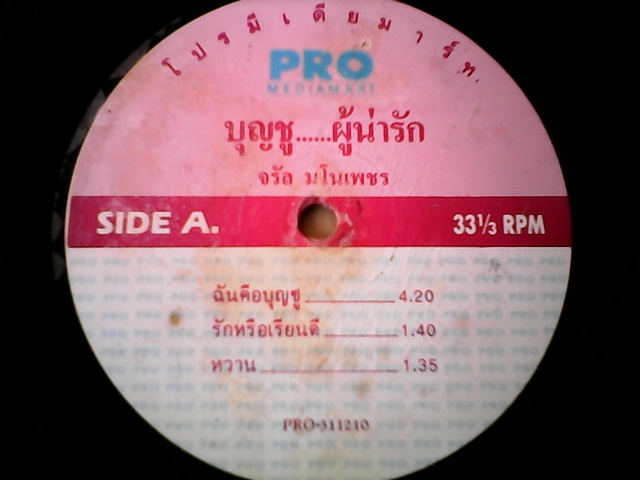 โปรมีเดียมาร์ท
PRO
MEDIAMART
บุญชู......ผู้น่ารัก
จรัล มโนเพชร
SIDE A.
33 1/3 RPM
ฉันคือบุญชู 4.20
รักหรือเรียนดี 1.40
หวาน 1.35
PRO-311210